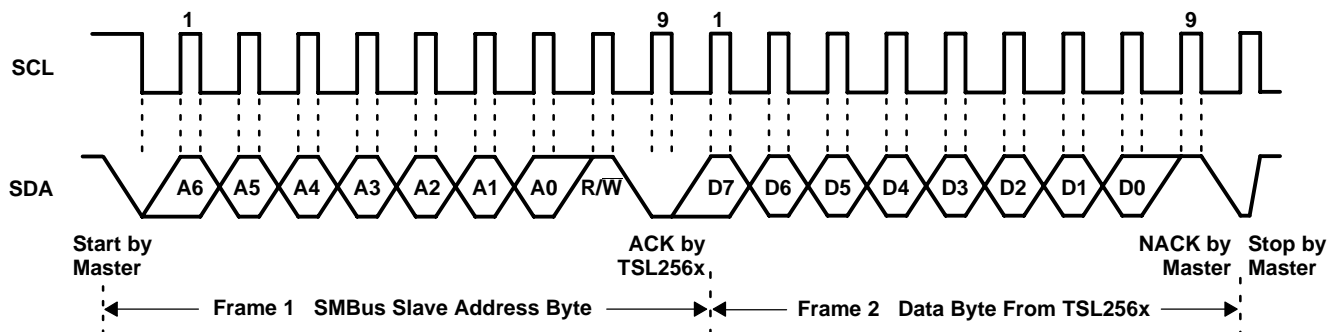 1 9 1 9
SCL
SDA A6 A5 A4 A3 A2 A1 A0 R/W D7 D6 D5 D4 D3 D2 D1 D0
Start by
Master
ACK by
TSL256x
NACK by
Master
Stop by
Master
Frame 1 SMBus Slave Address Byte Frame 2 Data Byte From TSL256x